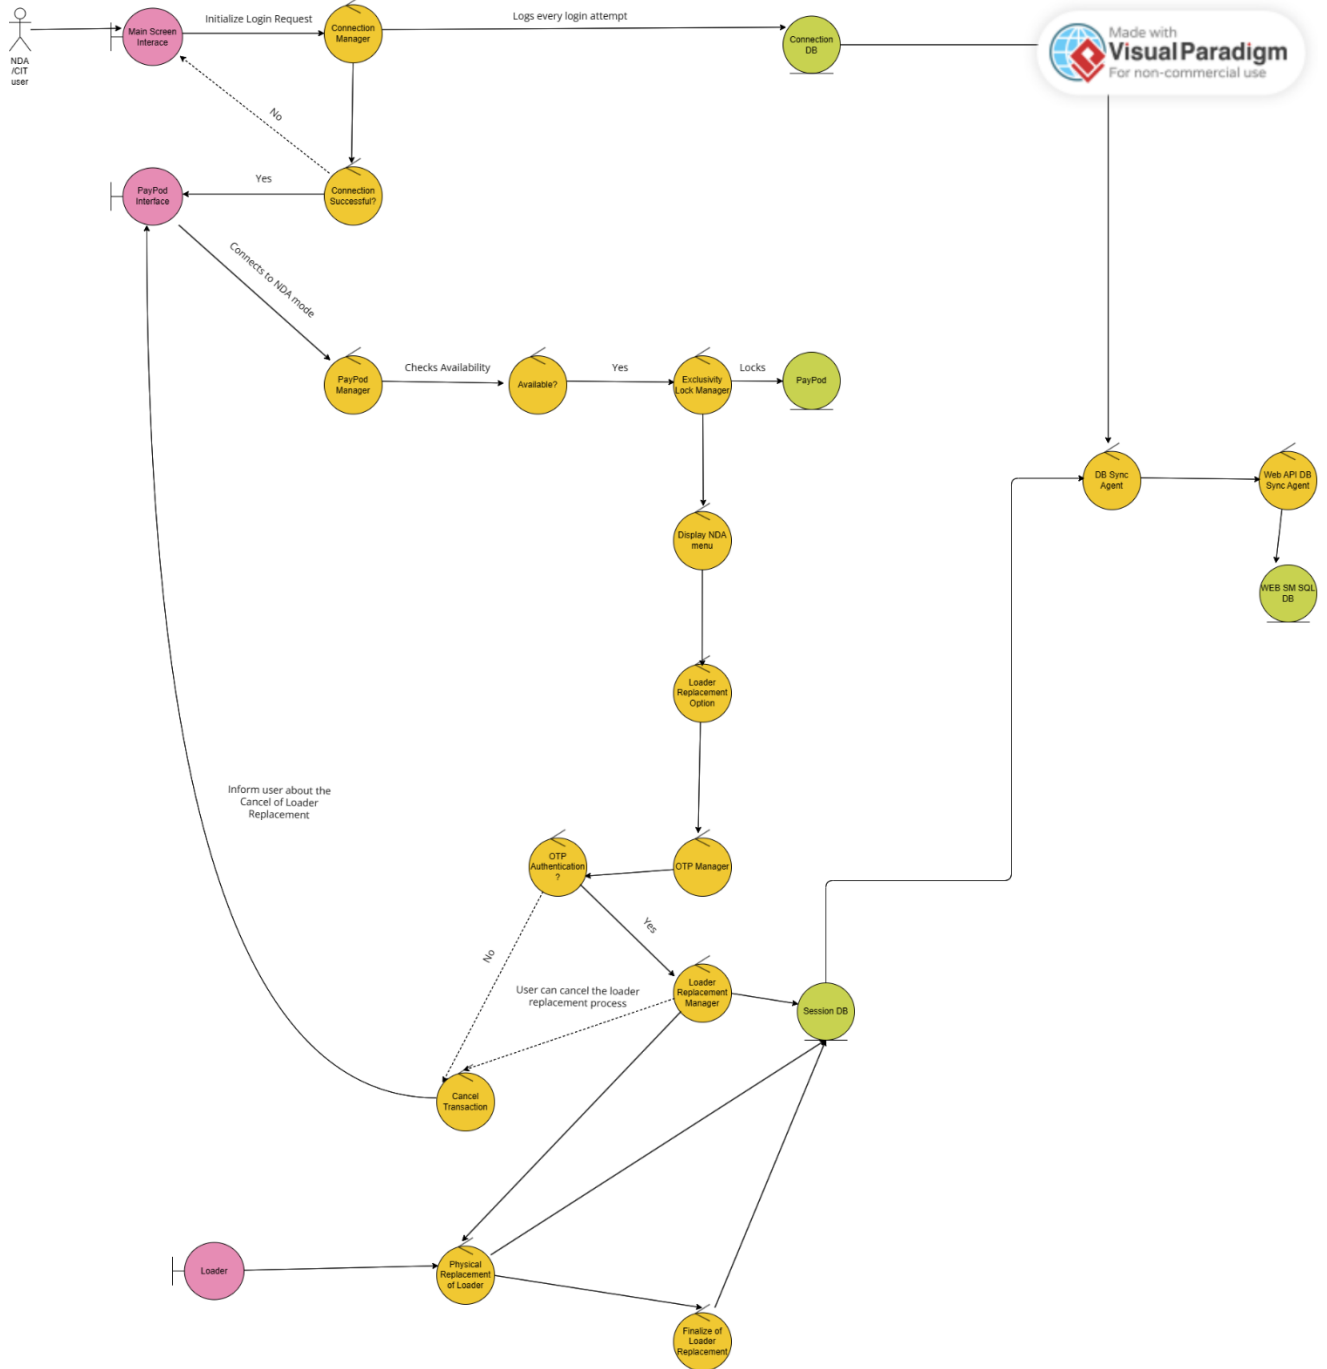 Initialize Login Request
Logs every login attempt
Made with
VisualParadigm
For non-commercial use
NDA
/CIT
user
Main Screen
Interace
Connection
Manager
Connection
DB
No
Yes
PayPod
Interface
Connection
Successful?
Connects to NDA mode
PayPod
Manager
Checks Availability
Available?
Yes
Exclusivity
Lock Manager
Locks
PayPod
DB Sync
Agent
Web API DB
Sync Agent
Display NDA
menu
WEB SM SQL
DB
Loader
Replacement
Option
Inform user about the
Cancel of Loader
Replacement
OTP
Authentication
?
OTP Manager
Yes
No
User can cancel the loader
replacement process
Loader
Replacement
Manager
Session DB
Cancel
Transaction
Loader
Physical
Replacement
of Loader
Finalize of
Loader
Replacement